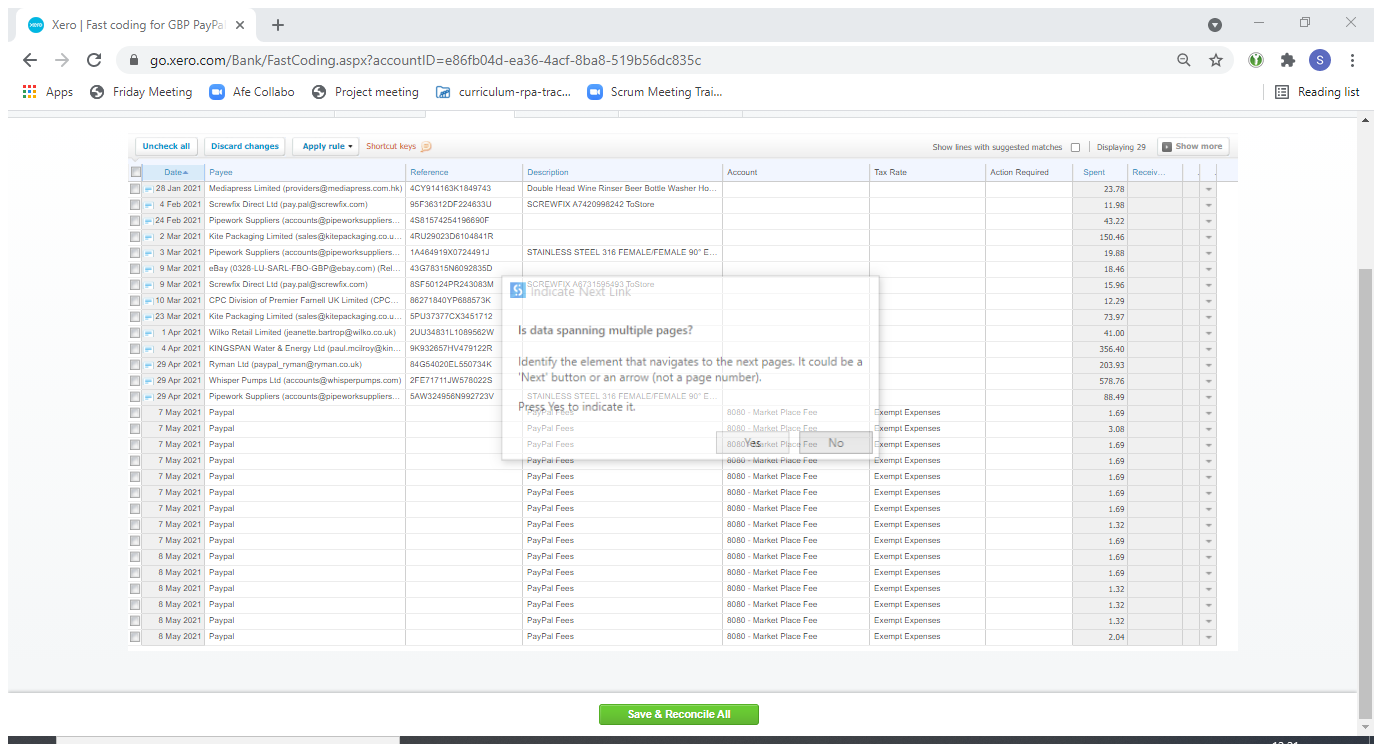 Xero | Fast coding for GBP PayPal
go.xero.com/Bank/FastCoding.aspx?accountID=e86fb04d-ea36-4acf-8ba8-519b56dc835c
S
Apps Friday Meeting Afe Collabo Project meeting curriculum-rpa-trac... Scrum Meeting Trai... Reading list
Uncheck all Discard changes Apply rule Shortcut keys Show lines with suggested matches Displaying 29 Show more
Date Payee Reference Description Account Tax Rate Action Required Spent Receiv...
28 Jan 2021 Mediapress Limited (providers@mediapress.com.hk) 4CY914163K1849743 Double Head Wine Rinser Beer Bottle Washer Ho... 23.78
4 Feb 2021 Screwfix Direct Ltd (pay.pal@screwfix.com) 95F36312DF224633U SCREWFIX A7420998242 ToStore 11.98
24 Feb 2021 Pipework Suppliers (accounts@pipeworksuppliers... 4S81574254196690F 43.22
2 Mar 2021 Kite Packaging Limited (sales@kitepackaging.co.u... 4RU29023D6104841R 150.46
3 Mar 2021 Pipework Suppliers (accounts@pipeworksuppliers... 1A464919X0724491J STAINLESS STEEL 316 FEMALE/FEMALE 90° E... 19.88
9 Mar 2021 eBay (0328-LU-SARL-FBO-GBP@ebay.com) (Rel... 43G78315N6092835D 18.46
9 Mar 2021 Screwfix Direct Ltd (pay.pal@screwfix.com) 8SF50124PR243083M SCREWFIX A6731595493 ToStore 15.96
Indicate Next Link
10 Mar 2021 CPC Division of Premier Farnell UK Limited (CPC... 86271840YP688573K 12.29
23 Mar 2021 Kite Packaging Limited (sales@kitepackaging.co.u... 5PU37377CX3451712 73.97
Is data spanning multiple pages?
1 Apr 2021 Wilko Retail Limited (jeanette.bartrop@wilko.co.uk) 2UU34831L1089562W 41.00
4 Apr 2021 KINGSPAN Water & Energy Ltd (paul.mcilroy@kin... 9K932657HV479122R 356.40
Identify the element that navigates to the next pages. It could be a
29 Apr 2021 Ryman Ltd (paypal_ryman@ryman.co.uk) 84G54020EL550734K 203.93
'Next' button or an arrow (not a page number).
29 Apr 2021 Whisper Pumps Ltd (accounts@whisperpumps.com) 2FE71711JW578022S 578.76
29 Apr 2021 Pipework Suppliers (accounts@pipeworksuppliers... 5AW324956N992723V STAINLESS STEEL 316 FEMALE/FEMALE 90° E... 88.49
Press Yes to indicate it.
7 May 2021 Paypal PayPal Fees 8080 - Market Place Fee Exempt Expenses 1.69
7 May 2021 Paypal PayPal Fees 8080 - Market Place Fee Exempt Expenses 3.08
Yes No
7 May 2021 Paypal PayPal Fees 8080 - Market Place Fee Exempt Expenses 1.69
7 May 2021 Paypal PayPal Fees 8080 - Market Place Fee Exempt Expenses 1.69
7 May 2021 Paypal PayPal Fees 8080 - Market Place Fee Exempt Expenses 1.69
7 May 2021 Paypal PayPal Fees 8080 - Market Place Fee Exempt Expenses 1.69
7 May 2021 Paypal PayPal Fees 8080 - Market Place Fee Exempt Expenses 1.69
7 May 2021 Paypal PayPal Fees 8080 - Market Place Fee Exempt Expenses 1.32
7 May 2021 Paypal PayPal Fees 8080 - Market Place Fee Exempt Expenses 1.69
8 May 2021 Paypal PayPal Fees 8080 - Market Place Fee Exempt Expenses 1.69
8 May 2021 Paypal PayPal Fees 8080 - Market Place Fee Exempt Expenses 1.69
8 May 2021 Paypal PayPal Fees 8080 - Market Place Fee Exempt Expenses 1.32
8 May 2021 Paypal PayPal Fees 8080 - Market Place Fee Exempt Expenses 1.32
8 May 2021 Paypal PayPal Fees 8080 - Market Place Fee Exempt Expenses 1.32
8 May 2021 Paypal PayPal Fees 8080 - Market Place Fee Exempt Expenses 2.04
Save & Reconcile All